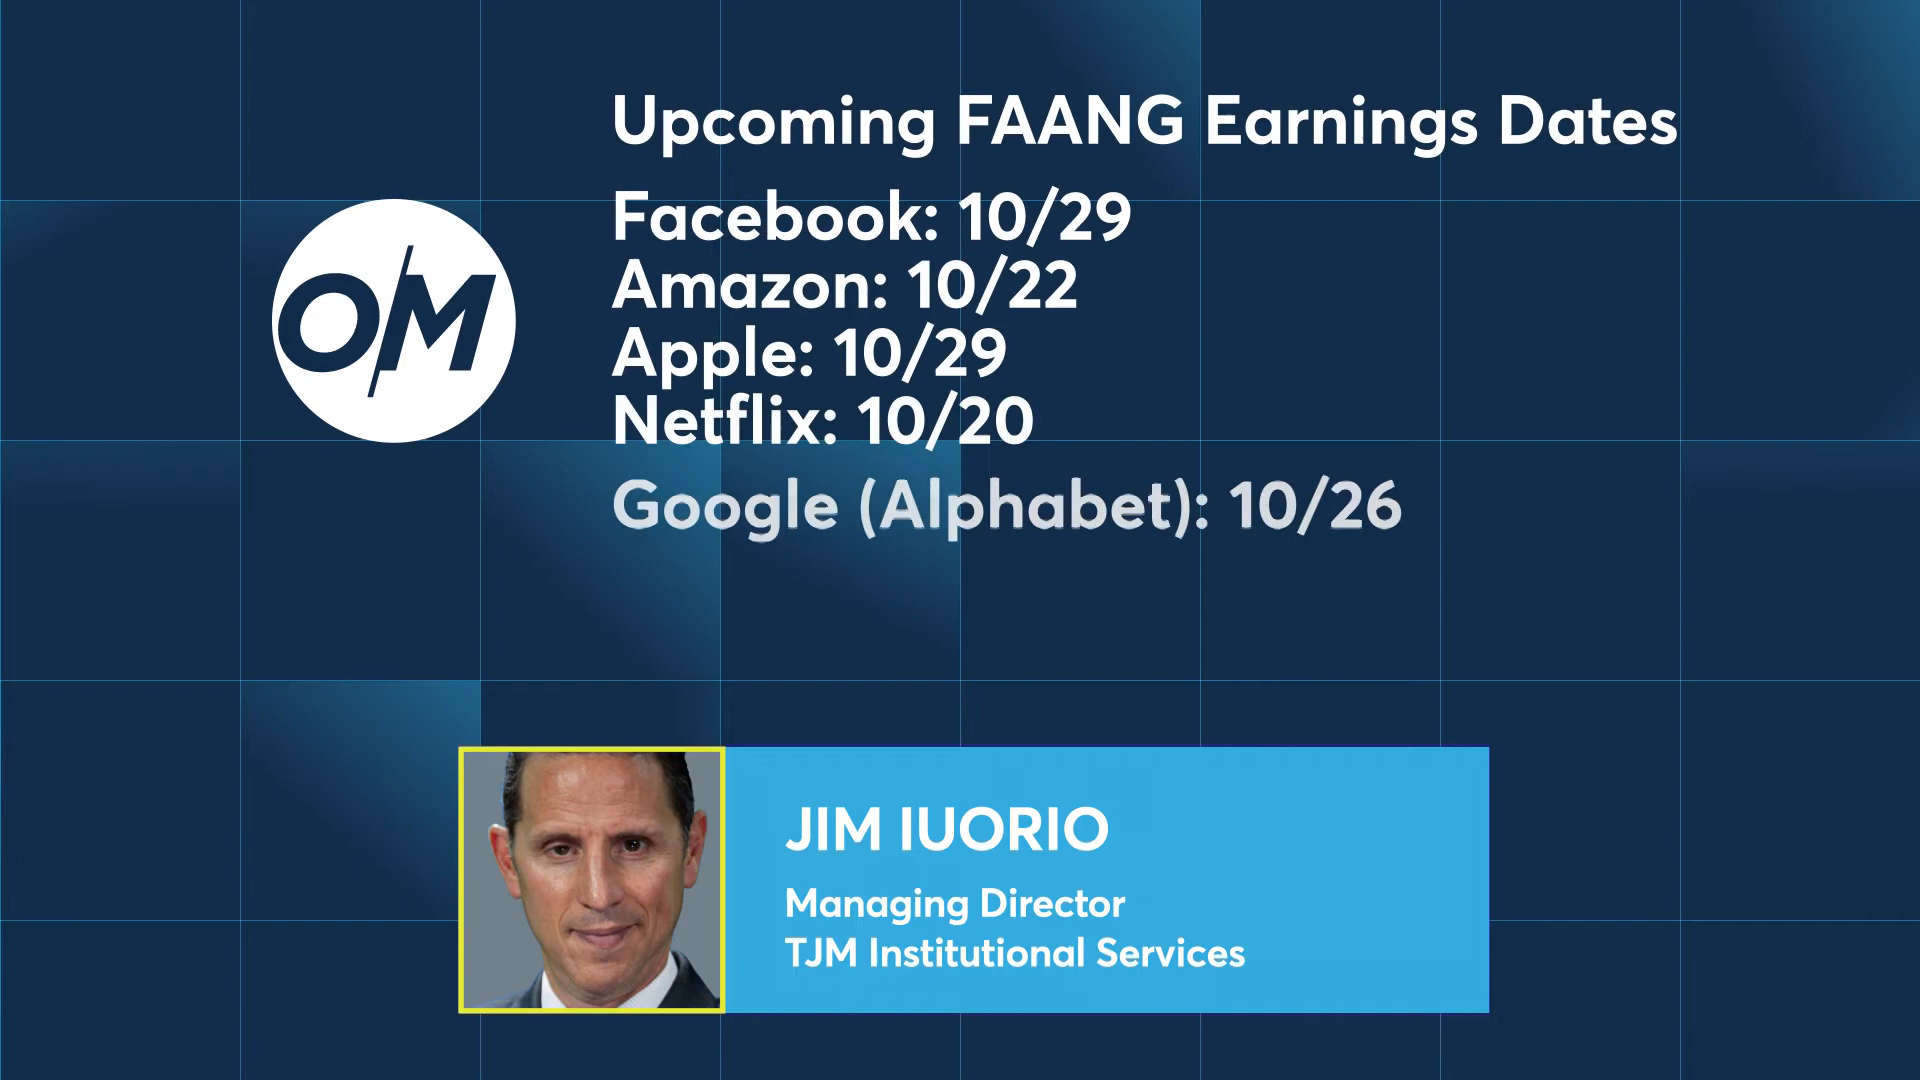 Upcoming FAANG Earnings Dates
Facebook: 10/29
Amazon: 10/22
Apple: 10/29
Netflix: 10/20
Google (Alphabet): 10/26
O/M
JIM IUORIO
Managing Director
TJM Institutional Services